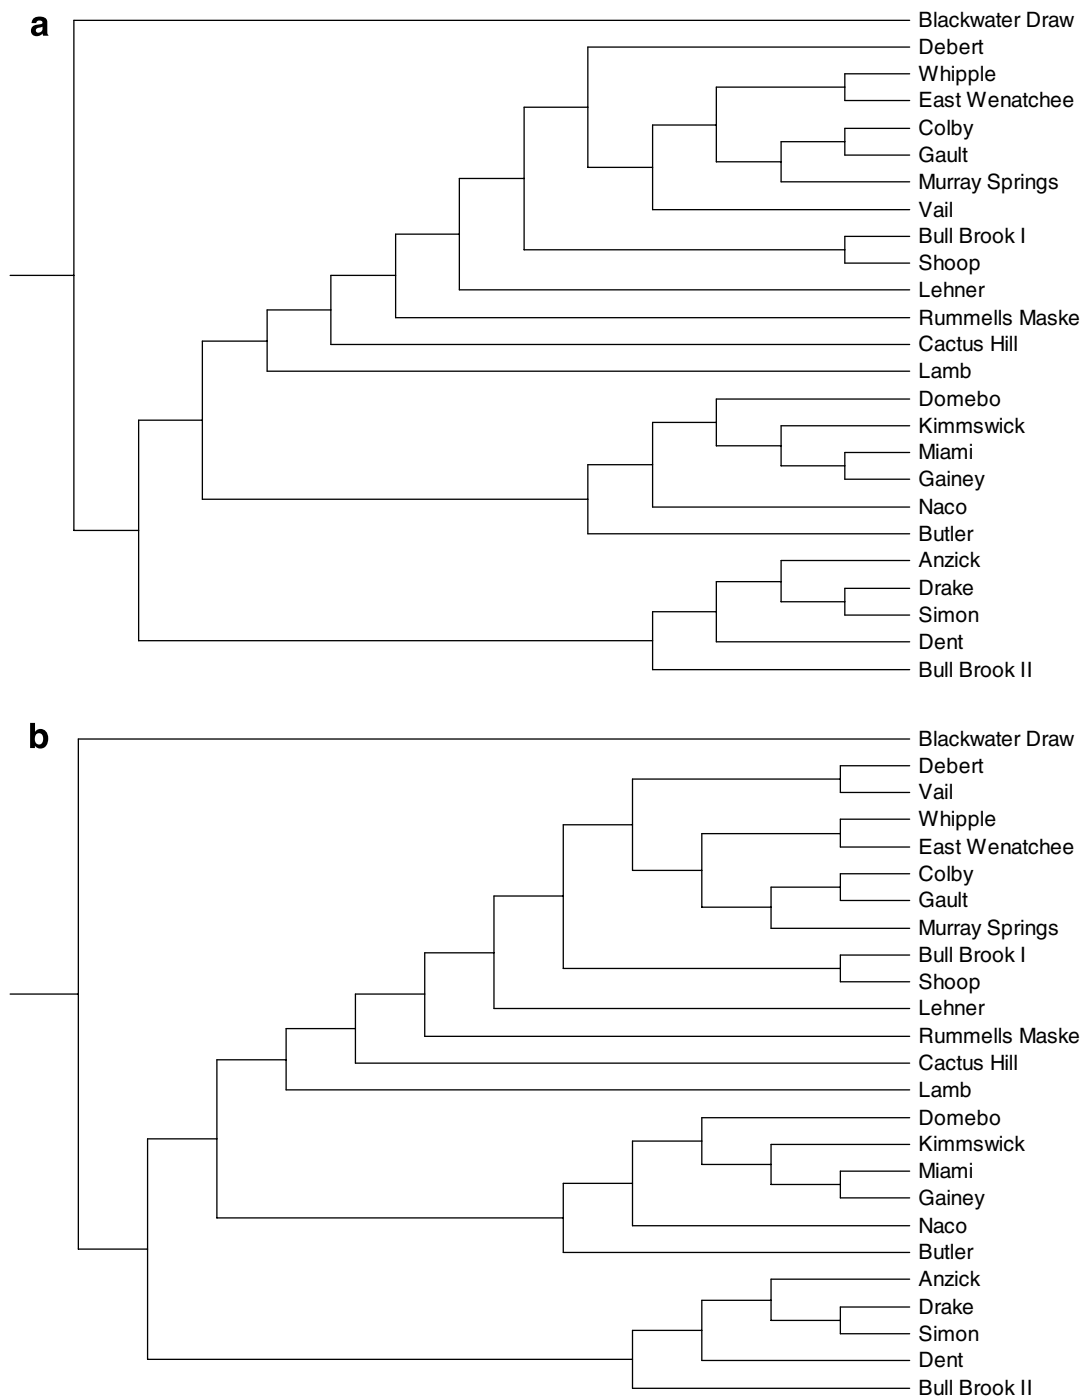 a
Blackwater Draw
Debert
Whipple
East Wenatchee
Colby
Gault
Murray Springs
Vail
Bull Brook I
Shoop
Lehner
Rummells Maske
Cactus Hill
Lamb
Domebo
Kimmswick
Miami
Gainey
Naco
Butler
Anzick
Drake
Simon
Dent
Bull Brook II
b
Blackwater Draw
Debert
Vail
Whipple
East Wenatchee
Colby
Gault
Murray Springs
Bull Brook I
Shoop
Lehner
Rummells Maske
Cactus Hill
Lamb
Domebo
Kimmswick
Miami
Gainey
Naco
Butler
Anzick
Drake
Simon
Dent
Bull Brook II